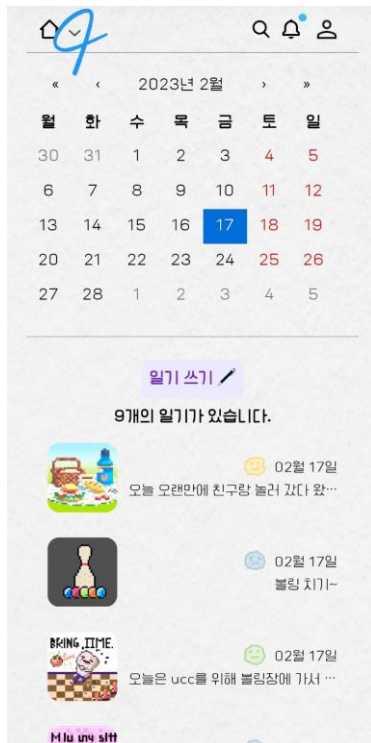 « ‹ 2023년 2월 › »
월 화 수 목 금 토 일
30 31 1 2 3 4 5
6 7 8 9 10 11 12
13 14 15 16 17 18 19
20 21 22 23 24 25 26
27 28 1 2 3 4 5
일기 쓰기
9개의 일기가 있습니다.
02월 17일
오늘 오랜만에 친구랑 놀러 갔다 왔…
02월 17일
볼링 치기~
BRING TIME.
02월 17일
오늘은 ucc를 위해 볼링장에 가서 …